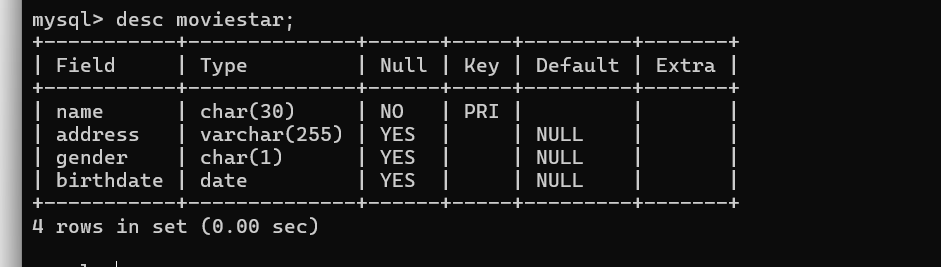 mysql> desc moviestar;
+-----------+--------------+------+-----+---------+-------+
| Field     | Type         | Null | Key | Default | Extra |
+-----------+--------------+------+-----+---------+-------+
| name      | char(30)     | NO   | PRI |         |       |
| address   | varchar(255) | YES  |     | NULL    |       |
| gender    | char(1)      | YES  |     | NULL    |       |
| birthdate | date         | YES  |     | NULL    |       |
+-----------+--------------+------+-----+---------+-------+
4 rows in set (0.00 sec)